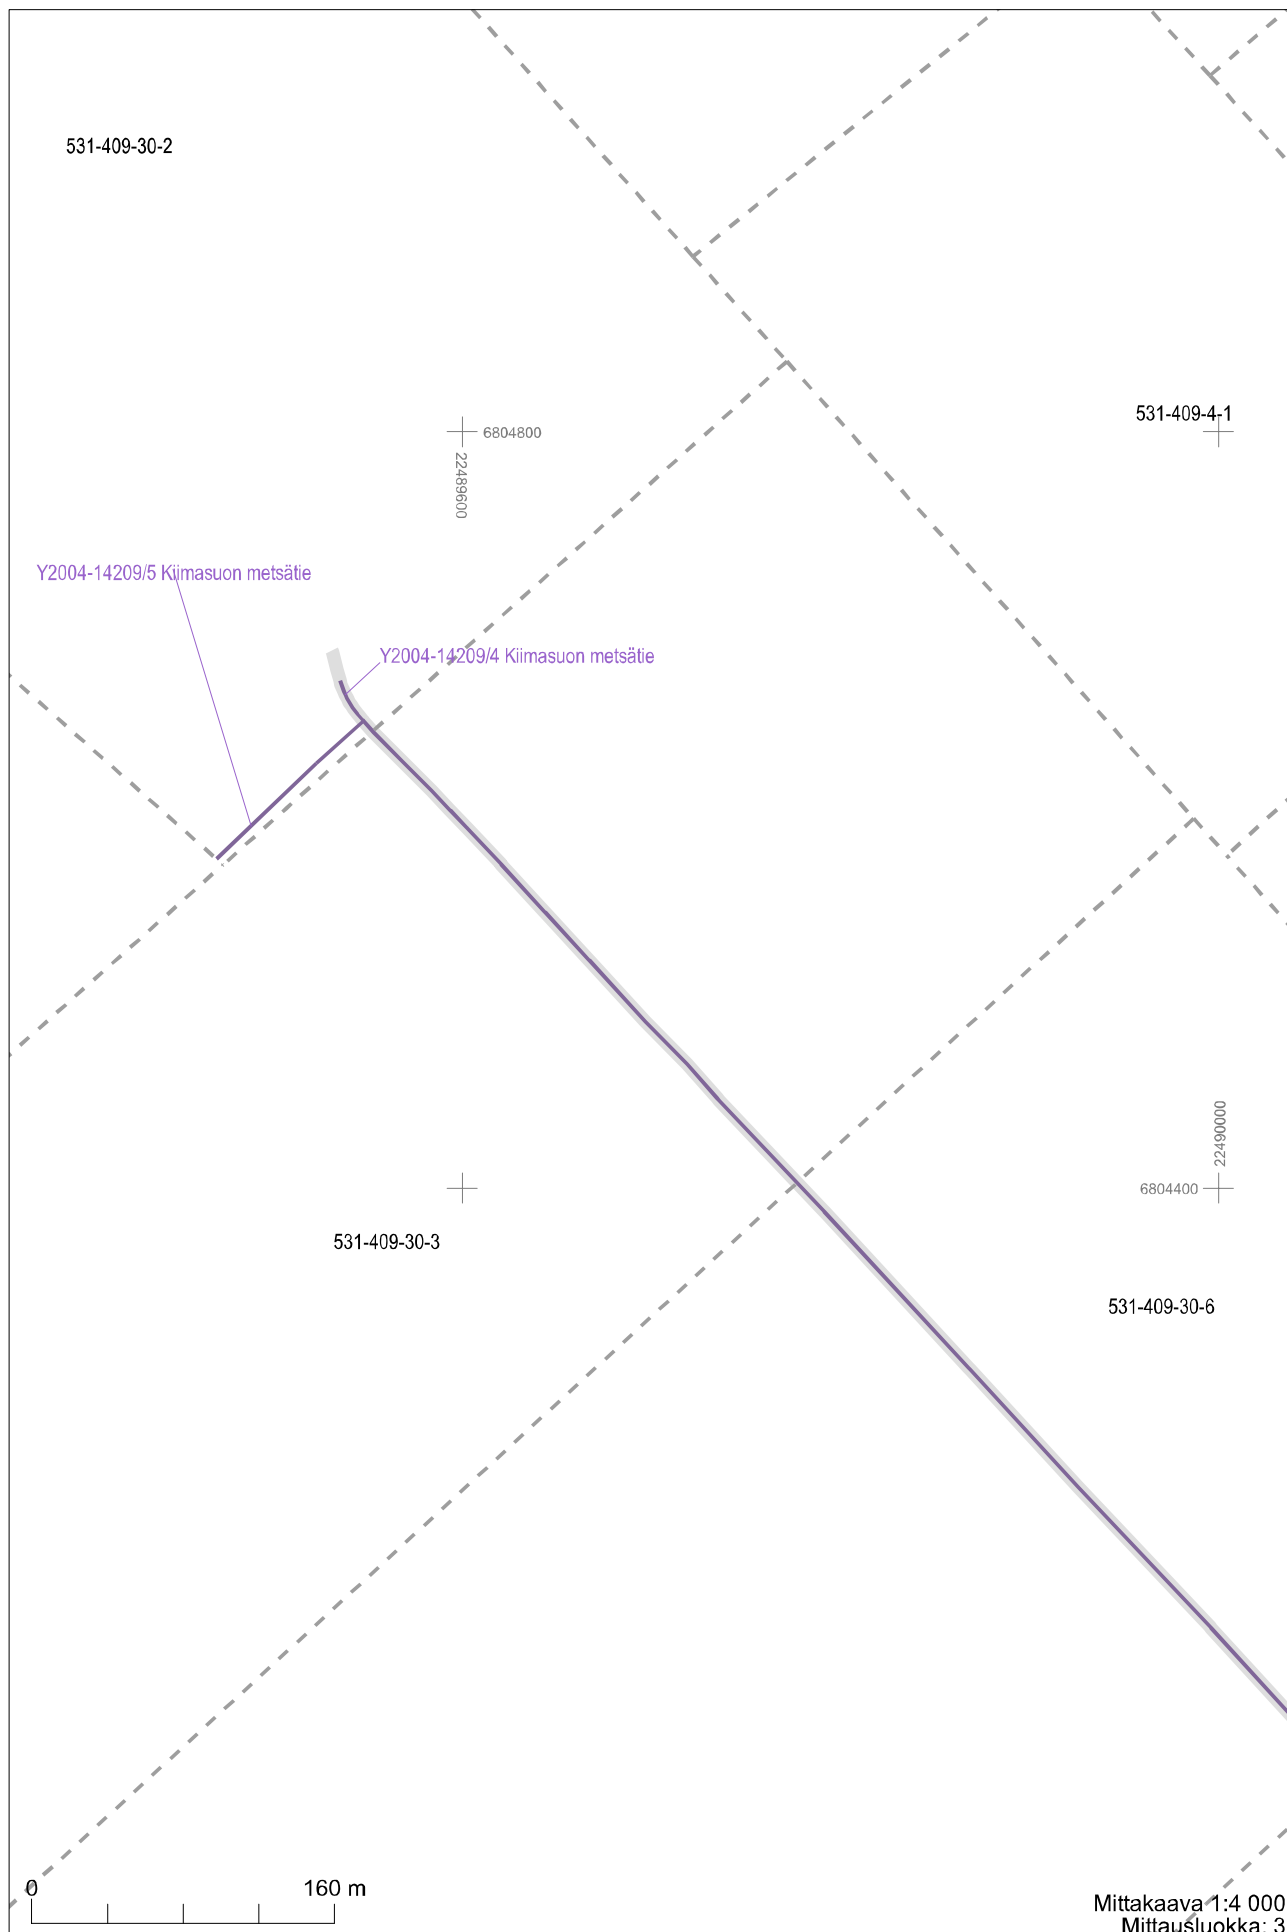 531-409-30-2
531-409-4-1
6804800
22489600
Y2004-14209/5 Kiimasuon metsätie
Y2004-14209/4 Kiimasuon metsätie
22490000
6804400
531-409-30-3
531-409-30-6
0 160 m
Mittakaava 1:4 000
Mittausluokka: 3